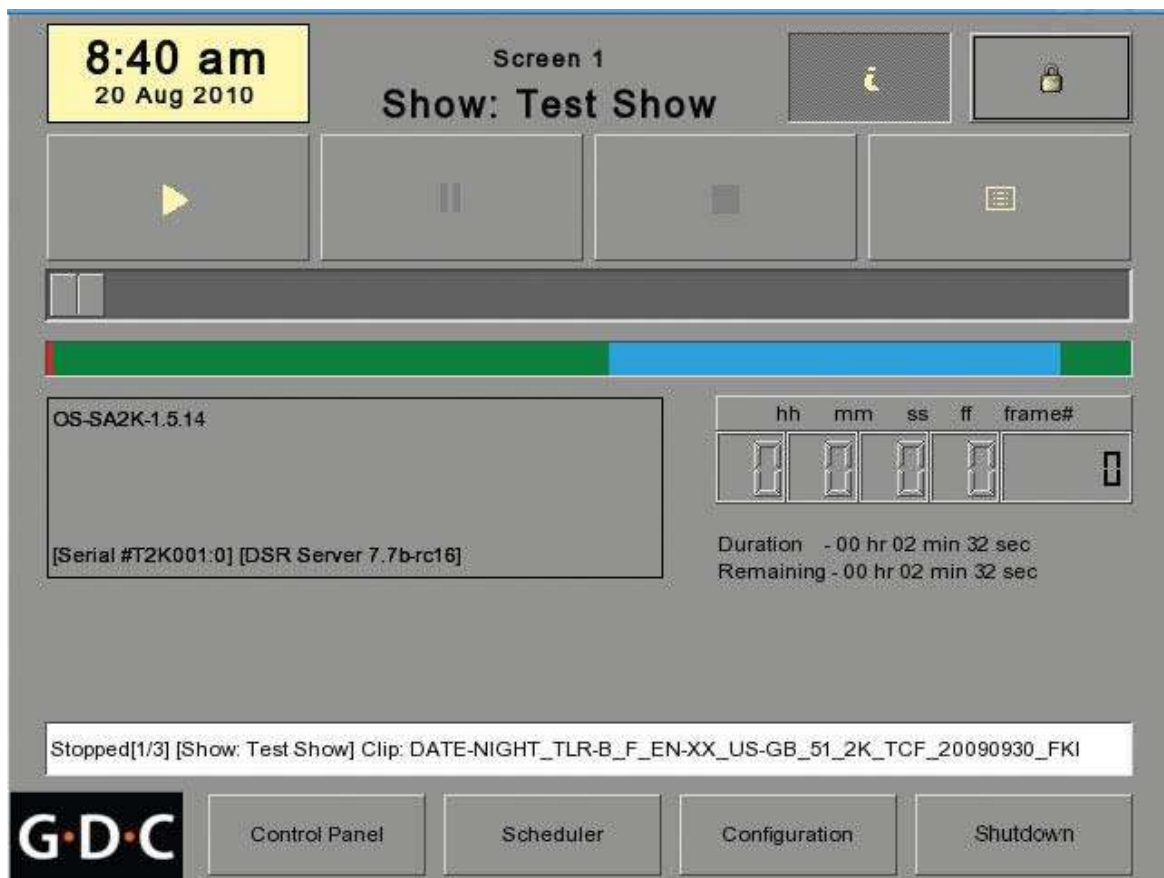 8:40 am
20 Aug 2010
Screen 1
Show: Test Show
i
OS-SA2K-1.5.14
[Serial #T2K001:0] [DSR Server 7.7b-rc16]
hh mm ss ff frame#
0 0 0 0 0
Duration - 00 hr 02 min 32 sec
Remaining - 00 hr 02 min 32 sec
Stopped[1/3] [Show: Test Show] Clip: DATE-NIGHT_TLR-B_F_EN-XX_US-GB_51_2K_TCF_20090930_FKI
G·D·C
Control Panel
Scheduler
Configuration
Shutdown